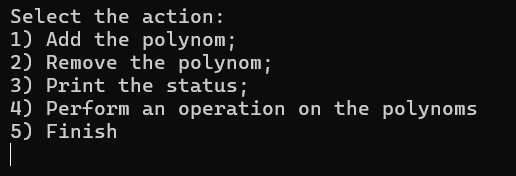 Select the action:
1) Add the polynom;
2) Remove the polynom;
3) Print the status;
4) Perform an operation on the polynoms
5) Finish